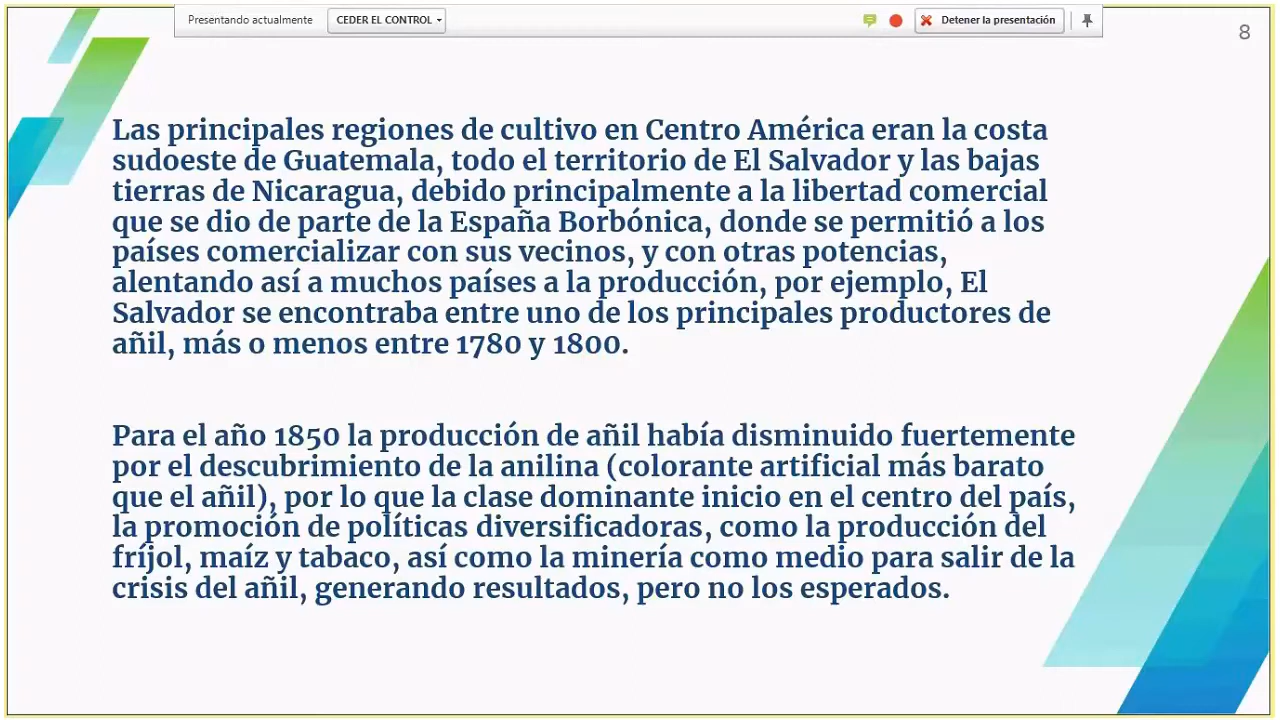 Presentando actualmente CEDER EL CONTROL Detener la presentación
8
Las principales regiones de cultivo en Centro América eran la costa
sudoeste de Guatemala, todo el territorio de El Salvador y las bajas
tierras de Nicaragua, debido principalmente a la libertad comercial
que se dio de parte de la España Borbónica, donde se permitió a los
países comercializar con sus vecinos, y con otras potencias,
alentando así a muchos países a la producción, por ejemplo, El
Salvador se encontraba entre uno de los principales productores de
añil, más o menos entre 1780 y 1800.
Para el año 1850 la producción de añil había disminuido fuertemente
por el descubrimiento de la anilina (colorante artificial más barato
que el añil), por lo que la clase dominante inicio en el centro del país,
la promoción de políticas diversificadoras, como la producción del
fríjol, maíz y tabaco, así como la minería como medio para salir de la
crisis del añil, generando resultados, pero no los esperados.